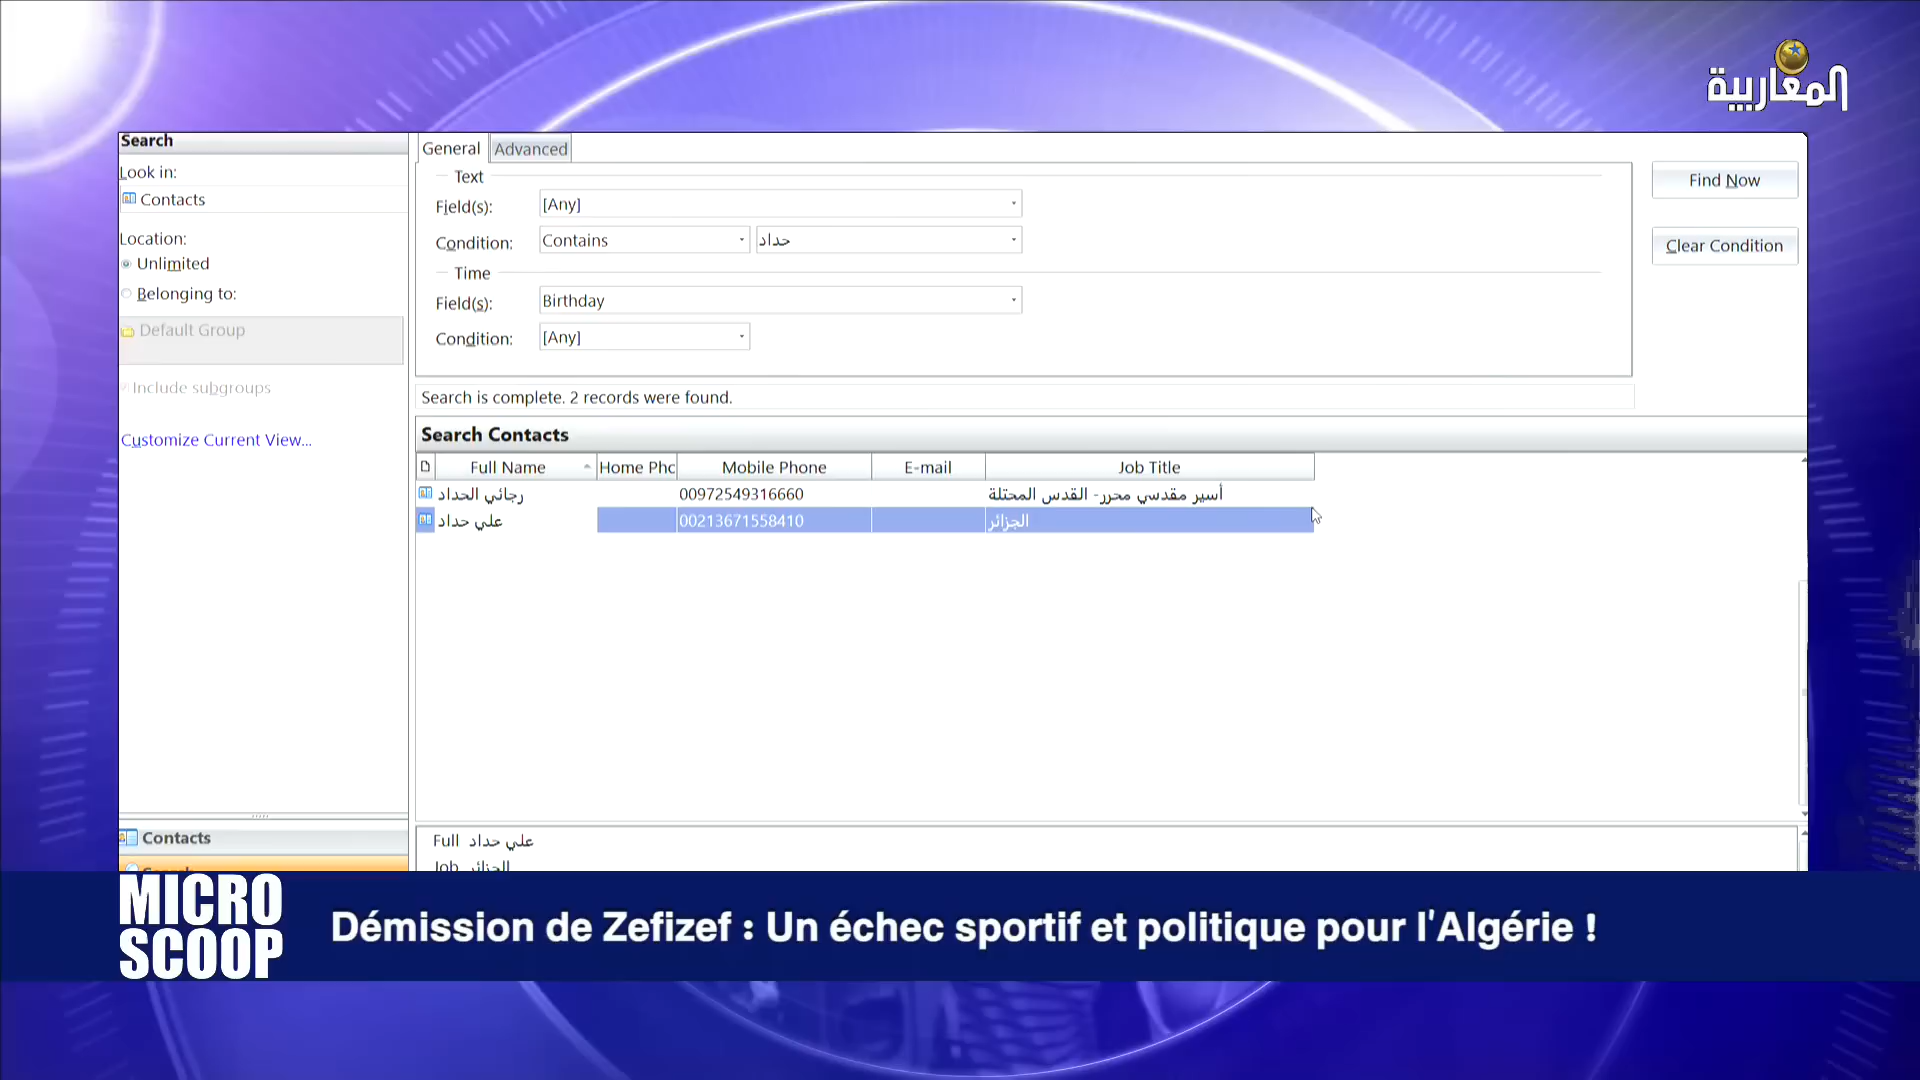 المغاربية
Search
Look in:
Contacts
Location:
Unlimited
Belonging to:
Default Group
Include subgroups
Customize Current View...
General
Advanced
Text
Field(s):
[Any]
Condition:
Contains
حداد
Time
Field(s):
Birthday
Condition:
[Any]
Find Now
Clear Condition
Search is complete. 2 records were found.
Search Contacts
Full Name Home Phc Mobile Phone E-mail Job Title
رجائي الحداد 00972549316660 أسير مقدسي محرر- القدس المحتلة
علي حداد 00213671558410 الجزائر
Contacts
Full علي حداد
Job الجزائر
MICRO
SCOOP
Démission de Zefizef : Un échec sportif et politique pour l'Algérie !